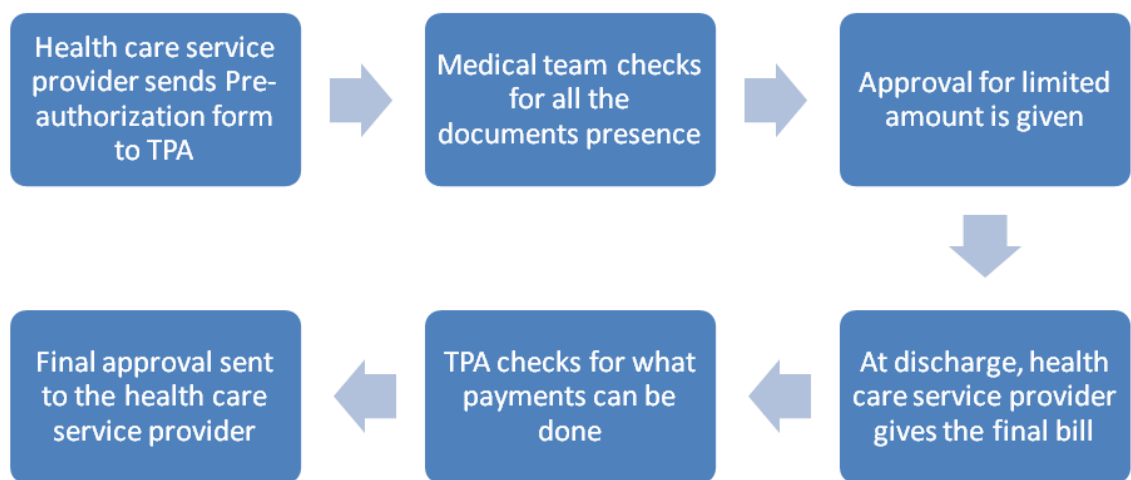 Health care service
provider sends Pre-
authorization form
to TPA
Medical team checks
for all the
documents presence
Approval for limited
amount is given
At discharge, health
care service provider
gives the final bill
TPA checks for what
payments can be
done
Final approval sent
to the health care
service provider